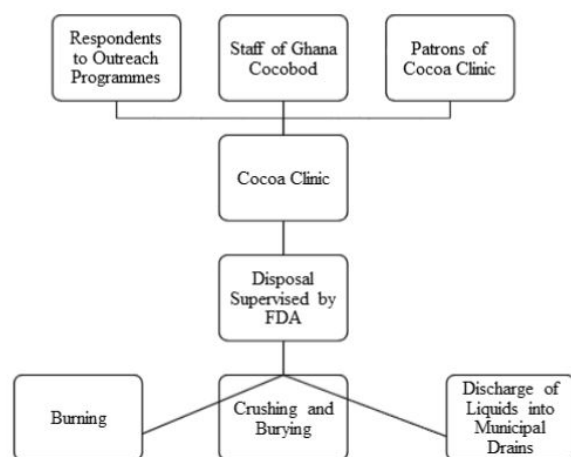 Respondents
to Outreach
Programmes
Staff of Ghana
Cocobod
Patrons of
Cocoa Clinic
Cocoa Clinic
Disposal
Supervised by
FDA
Burning
Crushing and
Burying
Discharge of
Liquids into
Municipal
Drains